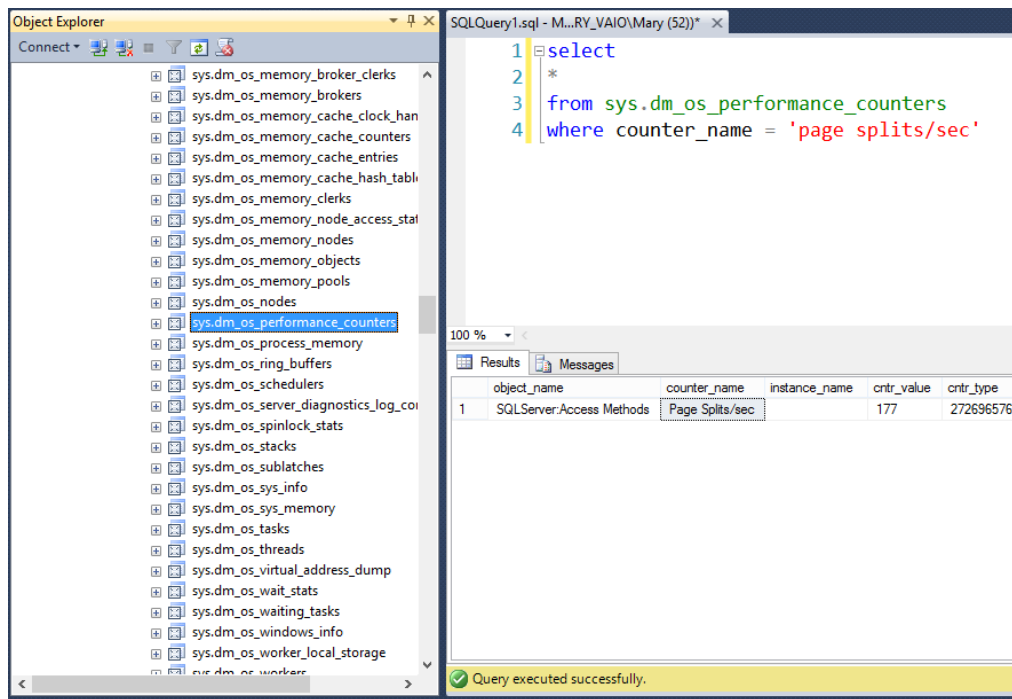 Object Explorer
Connect
sys.dm_os_memory_broker_clerks
sys.dm_os_memory_brokers
sys.dm_os_memory_cache_clock_han
sys.dm_os_memory_cache_counters
sys.dm_os_memory_cache_entries
sys.dm_os_memory_cache_hash_table
sys.dm_os_memory_clerks
sys.dm_os_memory_node_access_stat
sys.dm_os_memory_nodes
sys.dm_os_memory_objects
sys.dm_os_memory_pools
sys.dm_os_nodes
sys.dm_os_performance_counters
sys.dm_os_process_memory
sys.dm_os_ring_buffers
sys.dm_os_schedulers
sys.dm_os_server_diagnostics_log_co
sys.dm_os_spinlock_stats
sys.dm_os_stacks
sys.dm_os_sublatches
sys.dm_os_sys_info
sys.dm_os_sys_memory
sys.dm_os_tasks
sys.dm_os_threads
sys.dm_os_virtual_address_dump
sys.dm_os_wait_stats
sys.dm_os_waiting_tasks
sys.dm_os_windows_info
sys.dm_os_worker_local_storage
sys.dm_os_workers
SQLQuery1.sql - M...RY_VAIO\Mary (52))*
1 select
2 *
3 from sys.dm_os_performance_counters
4 where counter_name = 'page splits/sec'
100 %
Results Messages
object_name counter_name instance_name cntr_value cntr_type
1 SQLServer:Access Methods Page Splits/sec 177 272696576
Query executed successfully.